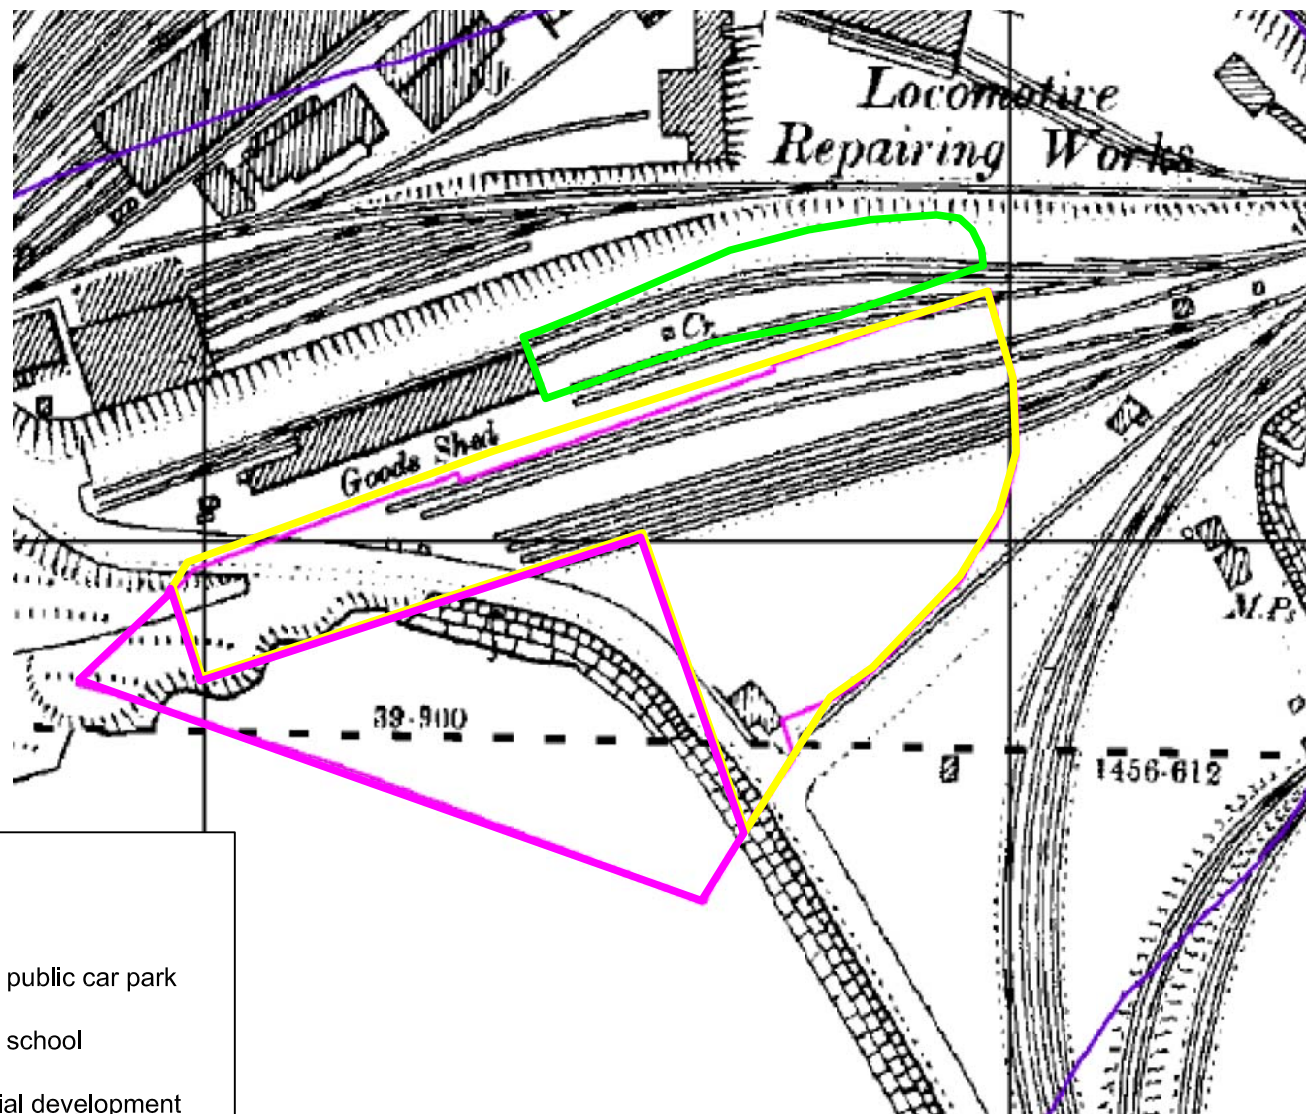 Locomotive
Repairing Works
Cr.
Goods Shed
M.Ps
39·900
1456·612
public car park
school
ial development